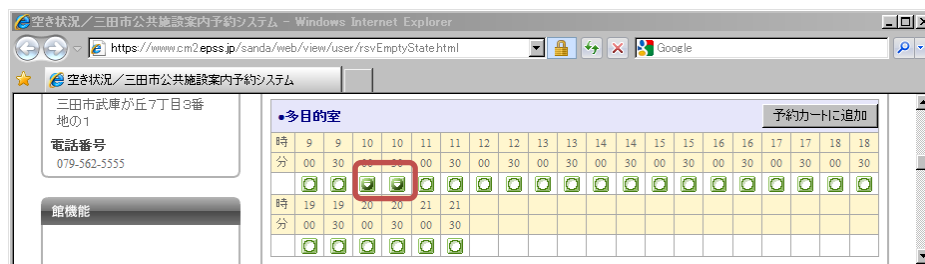 空き状況／三田市公共施設案内予約システム - Windows Internet Explorer
https://www.cm2.epss.jp/sanda/web/view/user/rsvEmptyState.html
Google
空き状況／三田市公共施設案内予約システム
三田市武庫が丘7丁目3番
地の1
電話番号
079-562-5555
館機能
•多目的室
予約カートに追加
時 9 9 10 10 11 11 12 12 13 13 14 14 15 15 16 16 17 17 18 18
分 00 30 00 30 00 30 00 30 00 30 00 30 00 30 00 30 00 30 00 30
時 19 19 20 20 21 21
分 00 30 00 30 00 30